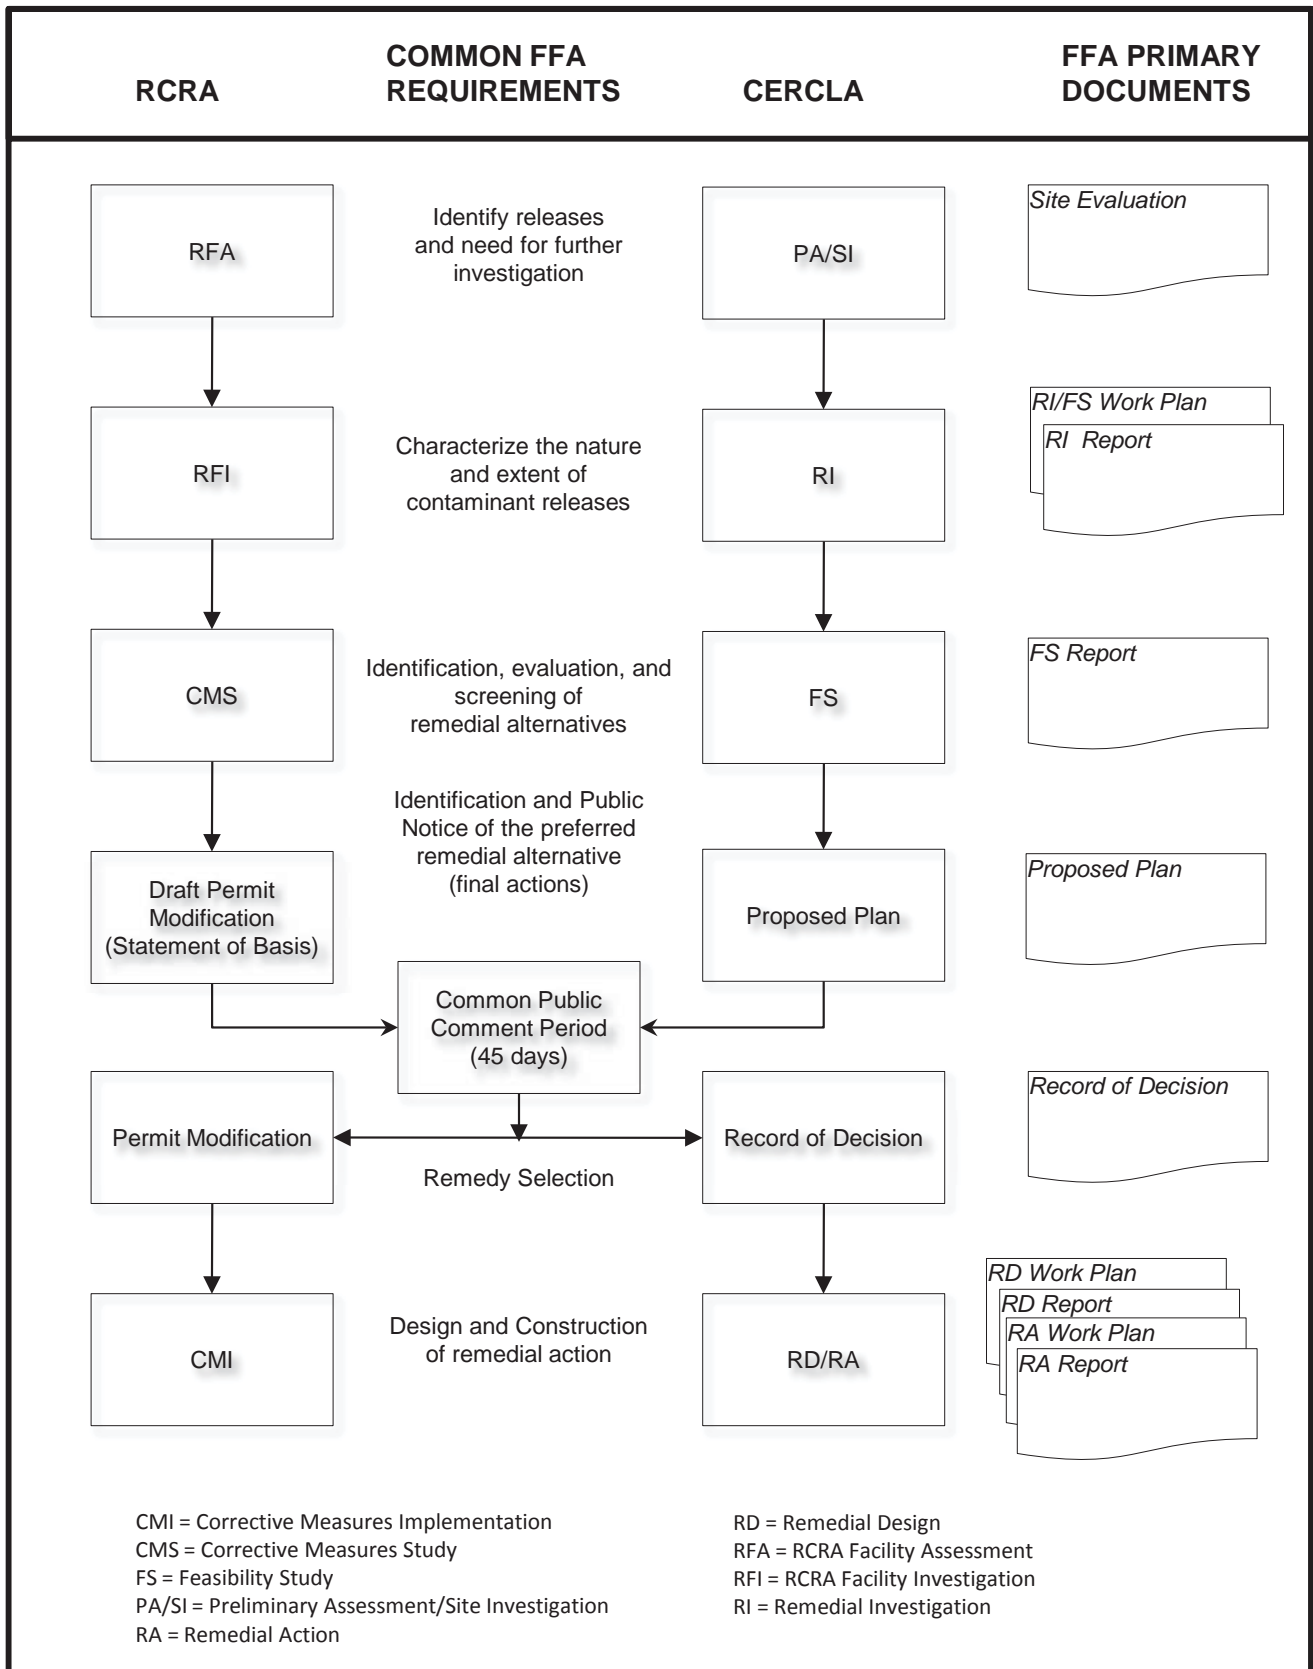 RCRA
COMMON FFA
REQUIREMENTS
CERCLA
FFA PRIMARY
DOCUMENTS
RFA
Identify releases
and need for further
investigation
PA/SI
Site Evaluation
RFI
Characterize the nature
and extent of
contaminant releases
RI
RI/FS Work Plan
RI Report
CMS
Identification, evaluation, and
screening of
remedial alternatives
FS
FS Report
Identification and Public
Notice of the preferred
remedial alternative
(final actions)
Draft Permit
Modification
(Statement of Basis)
Proposed Plan
Proposed Plan
Common Public
Comment Period
(45 days)
Permit Modification
Remedy Selection
Record of Decision
Record of Decision
CMI
Design and Construction
of remedial action
RD/RA
RD Work Plan
RD Report
RA Work Plan
RA Report
CMI = Corrective Measures Implementation
CMS = Corrective Measures Study
FS = Feasibility Study
PA/SI = Preliminary Assessment/Site Investigation
RA = Remedial Action
RD = Remedial Design
RFA = RCRA Facility Assessment
RFI = RCRA Facility Investigation
RI = Remedial Investigation